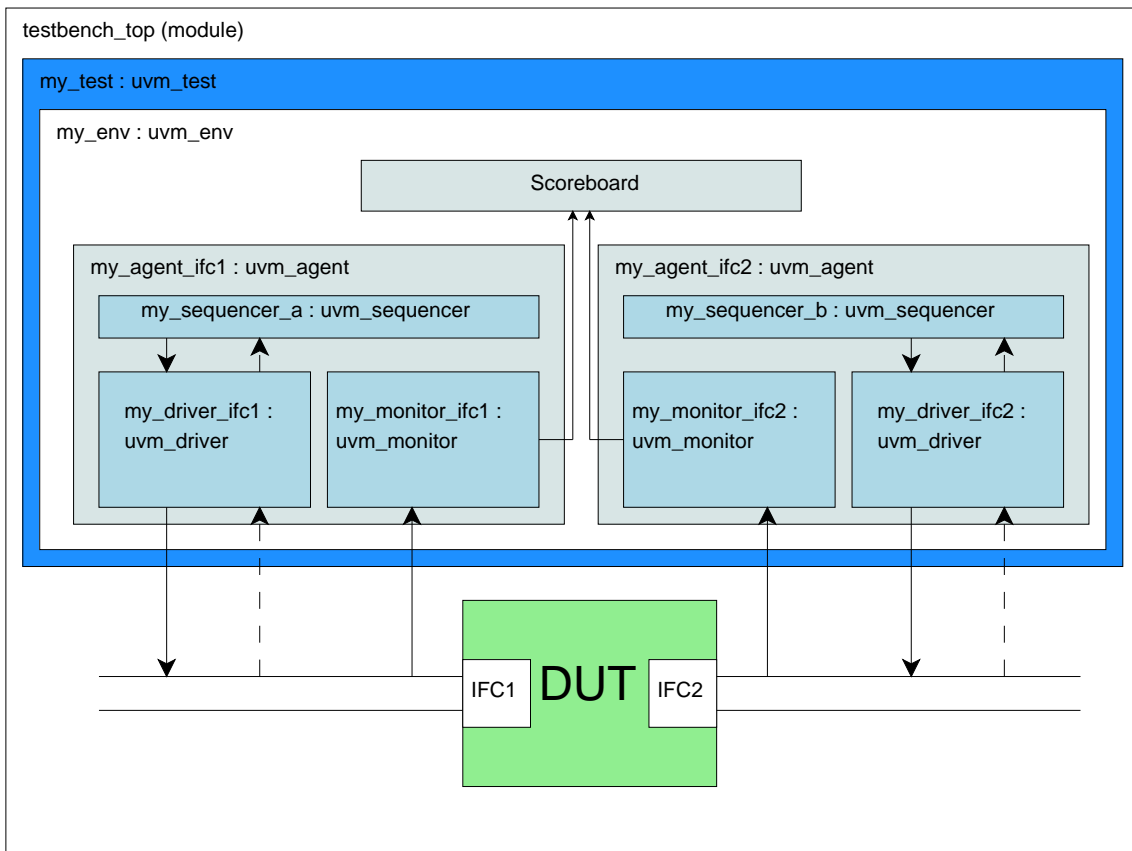 testbench_top (module)
my_test : uvm_test
my_env : uvm_env
Scoreboard
my_agent_ifc1 : uvm_agent
my_sequencer_a : uvm_sequencer
my_driver_ifc1 :
uvm_driver
my_monitor_ifc1 :
uvm_monitor
my_agent_ifc2 : uvm_agent
my_sequencer_b : uvm_sequencer
my_monitor_ifc2 :
uvm_monitor
my_driver_ifc2 :
uvm_driver
IFC1
DUT
IFC2